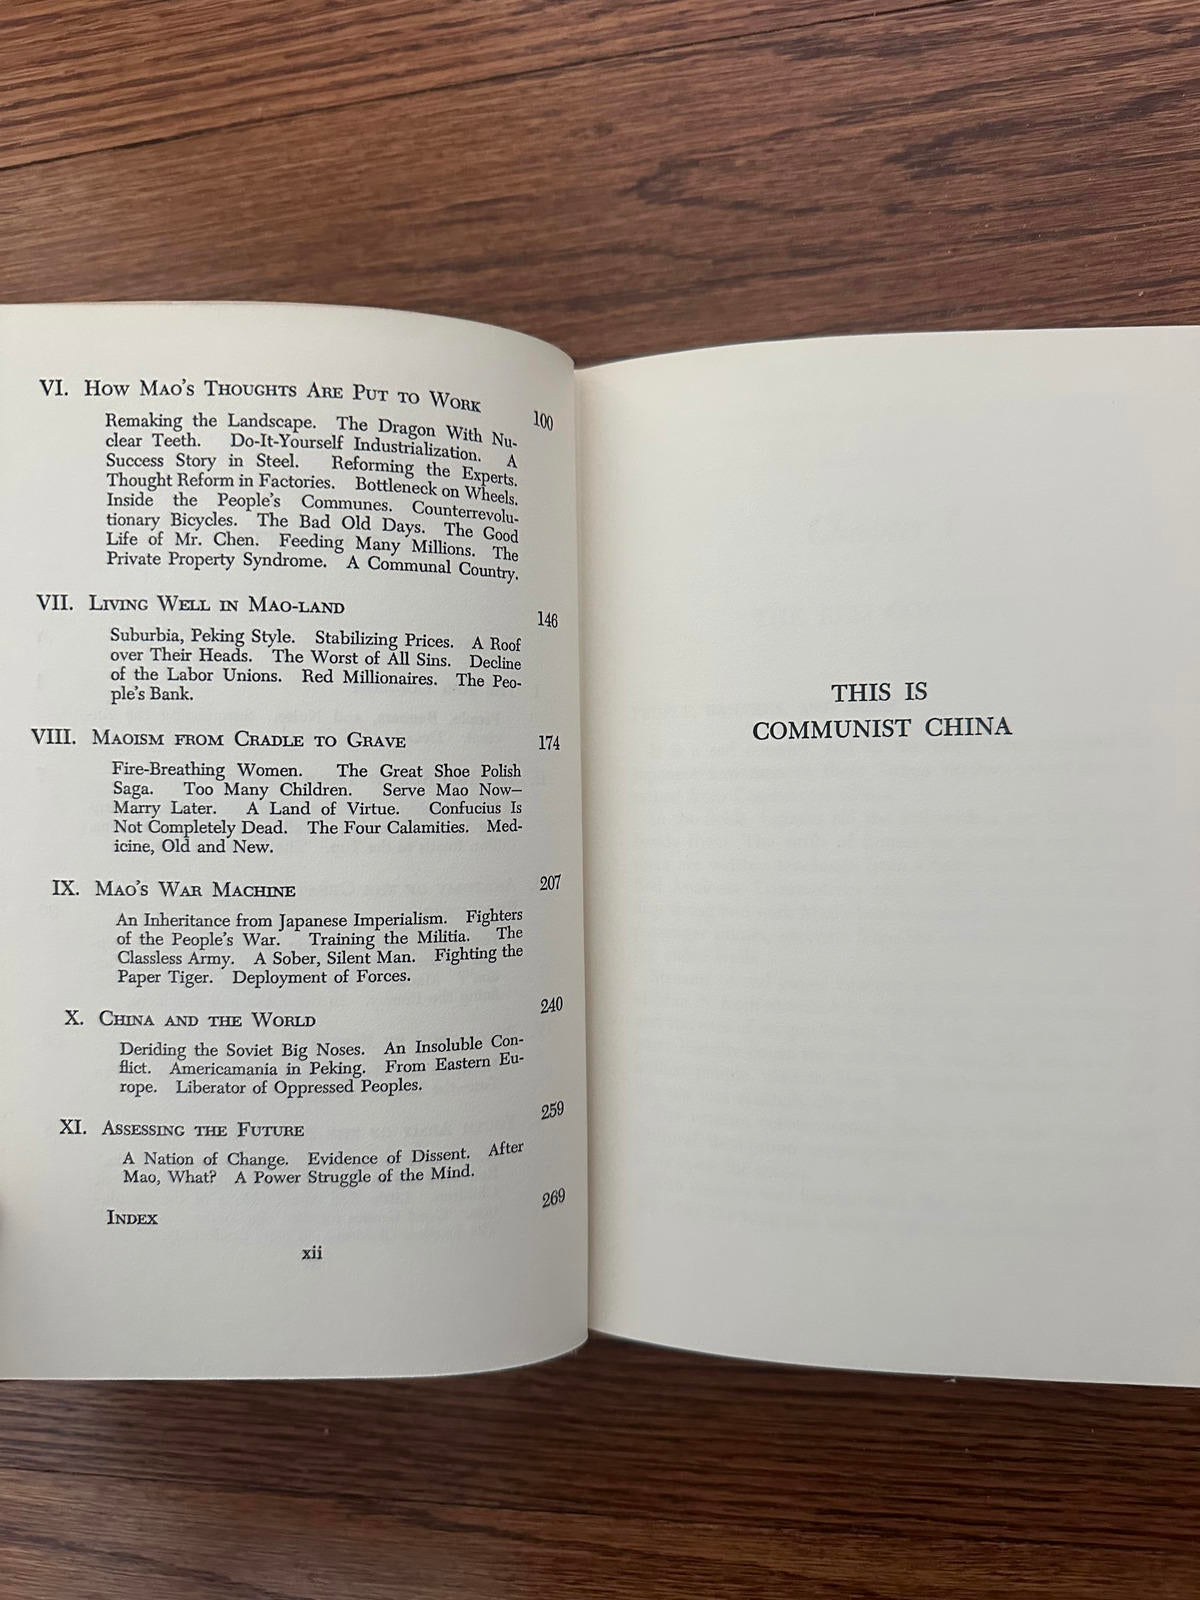 VI. How Mao's Thoughts Are Put to Work 100
Remaking the Landscape. The Dragon With Nu-
clear Teeth. Do-It-Yourself Industrialization. A
Success Story in Steel. Reforming the Experts.
Thought Reform in Factories. Bottleneck on Wheels.
Inside the People's Communes. Counterrevolu-
tionary Bicycles. The Bad Old Days. The Good
Life of Mr. Chen. Feeding Many Millions. The
Private Property Syndrome. A Communal Country.
VII. Living Well in Mao-land 146
Suburbia, Peking Style. Stabilizing Prices. A Roof
over Their Heads. The Worst of All Sins. Decline
of the Labor Unions. Red Millionaires. The Peo-
ple's Bank.
VIII. Maoism from Cradle to Grave 174
Fire-Breathing Women. The Great Shoe Polish
Saga. Too Many Children. Serve Mao Now—
Marry Later. A Land of Virtue. Confucius Is
Not Completely Dead. The Four Calamities. Med-
icine, Old and New.
IX. Mao's War Machine 207
An Inheritance from Japanese Imperialism. Fighters
of the People's War. Training the Militia. The
Classless Army. A Sober, Silent Man. Fighting the
Paper Tiger. Deployment of Forces.
X. China and the World 240
Deriding the Soviet Big Noses. An Insoluble Con-
flict. Americamania in Peking. From Eastern Eu-
rope. Liberator of Oppressed Peoples.
XI. Assessing the Future 259
A Nation of Change. Evidence of Dissent. After
Mao, What? A Power Struggle of the Mind.
Index 269
xii
THIS IS
COMMUNIST CHINA